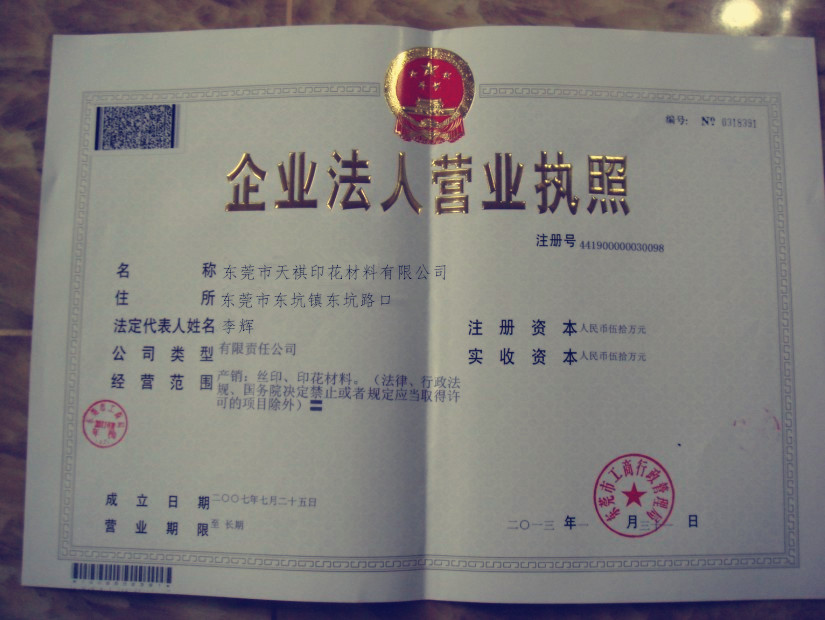 编号: № 0318391
企业法人营业执照
注册号 441900000030098
名 称 东莞市天祺印花材料有限公司
住 所 东莞市东坑镇东坑路口
法定代表人姓名 李辉
注册资本 人民币伍拾万元
公司类型 有限责任公司
实收资本 人民币伍拾万元
经营范围 产销：丝印、印花材料。（法律、行政法
规、国务院决定禁止或者规定应当取得许
可的项目除外）
东莞市工商行政管理局
成立日期 二〇〇七年七月二十五日
营业期限 至 长期
二〇一三 年 一 月 三十一 日